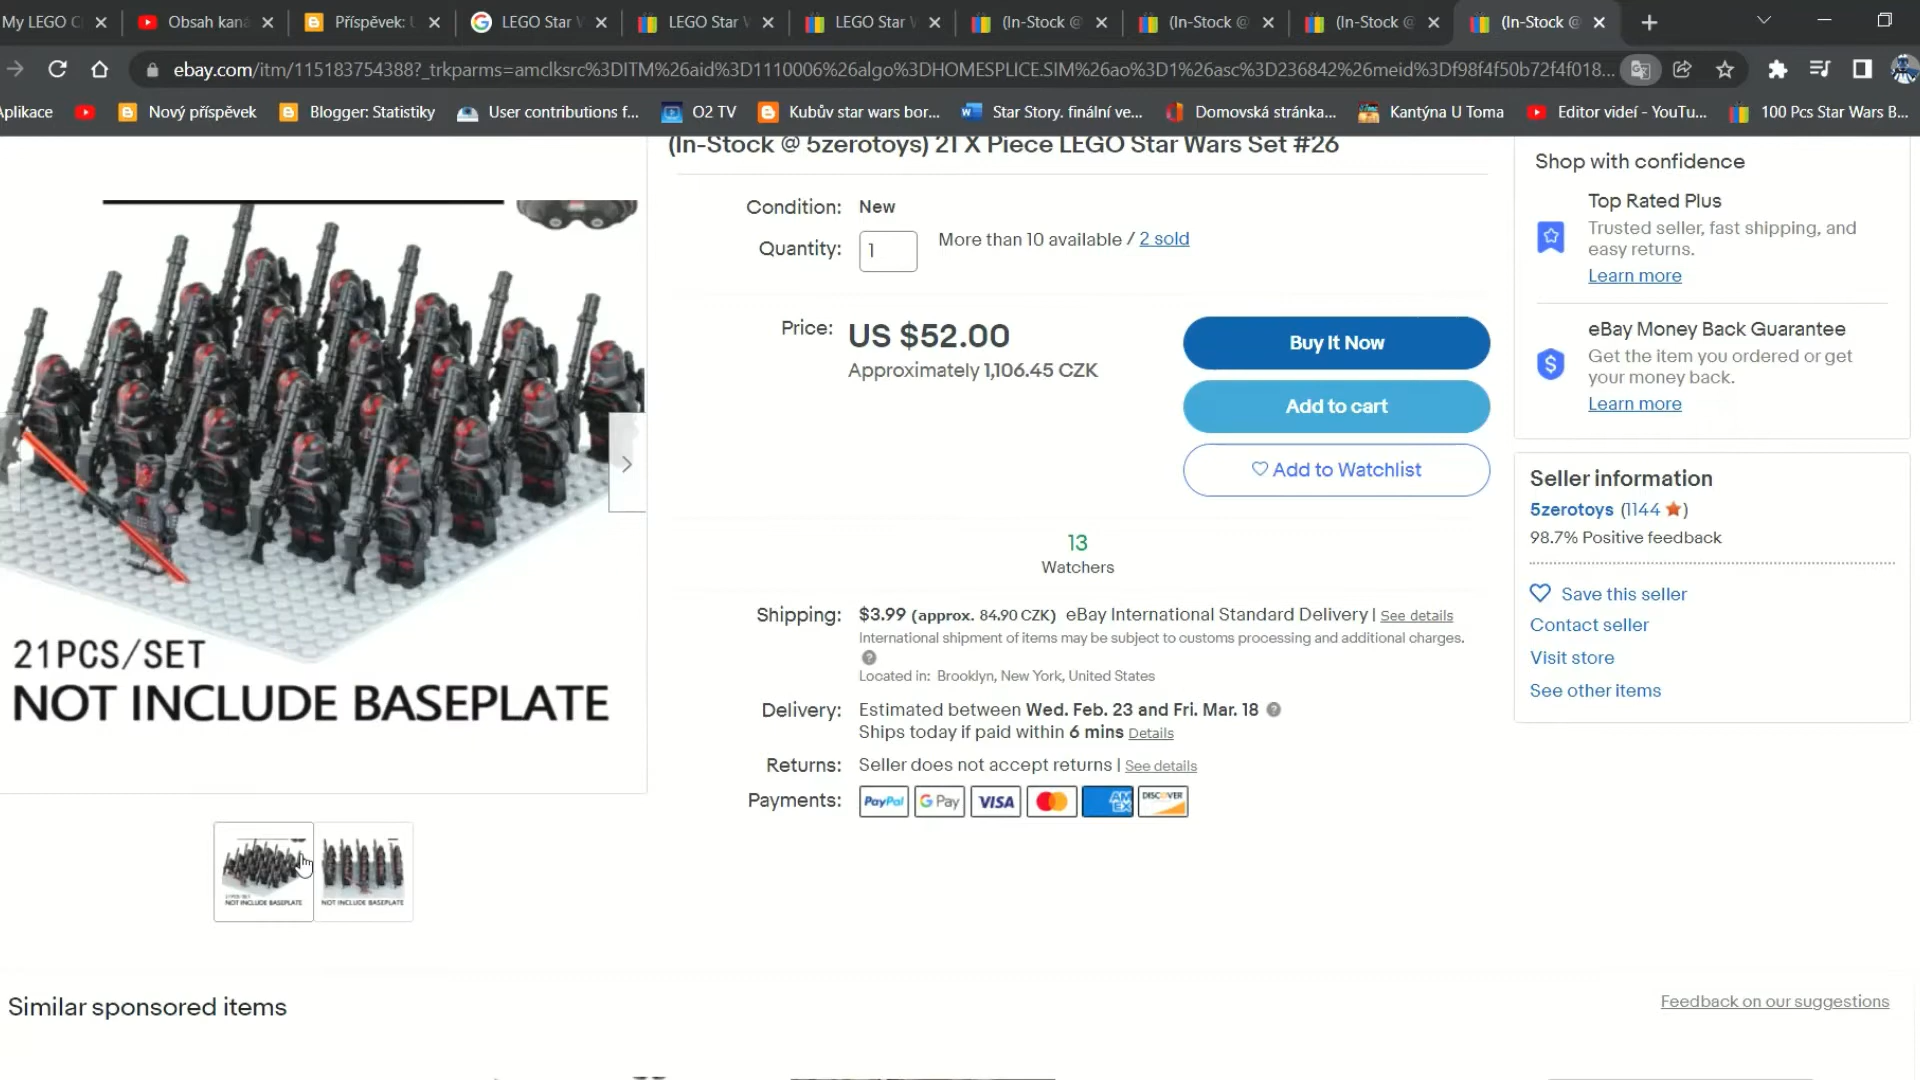 My LEGO C
Obsah kaná
Příspěvek: U
LEGO Star W
LEGO Star W
LEGO Star W
(In-Stock @
(In-Stock @
(In-Stock @
(In-Stock @
ebay.com/itm/115183754388?_trkparms=amclksrc%3DITM%26aid%3D1110006%26algo%3DHOMESPLICE.SIM%26ao%3D1%26asc%3D236842%26meid%3Df98f4f50b72f4f018...
Aplikace
Nový příspěvek
Blogger: Statistiky
User contributions f...
O2 TV
Kubův star wars bor...
Star Story. finální ve...
Domovská stránka...
Kantýna U Toma
Editor videí - YouTu...
100 Pcs Star Wars B...
(In-Stock @ 5zerotoys) 21 X Piece LEGO Star Wars Set #26
Condition: New
Quantity: 1 More than 10 available / 2 sold
Price: US $52.00
Approximately 1,106.45 CZK
Buy It Now
Add to cart
Add to Watchlist
13
Watchers
Shipping: $3.99 (approx. 84.90 CZK) eBay International Standard Delivery | See details
International shipment of items may be subject to customs processing and additional charges.
Located in: Brooklyn, New York, United States
Delivery: Estimated between Wed. Feb. 23 and Fri. Mar. 18
Ships today if paid within 6 mins Details
Returns: Seller does not accept returns | See details
Payments: PayPal G Pay VISA AM EX DISCOVER
Shop with confidence
Top Rated Plus
Trusted seller, fast shipping, and
easy returns.
Learn more
eBay Money Back Guarantee
Get the item you ordered or get
your money back.
Learn more
Seller information
5zerotoys (1144)
98.7% Positive feedback
Save this seller
Contact seller
Visit store
See other items
21PCS/SET
NOT INCLUDE BASEPLATE
NOT INCLUDE BASEPLATE
NOT INCLUDE BASEPLATE
Similar sponsored items
Feedback on our suggestions